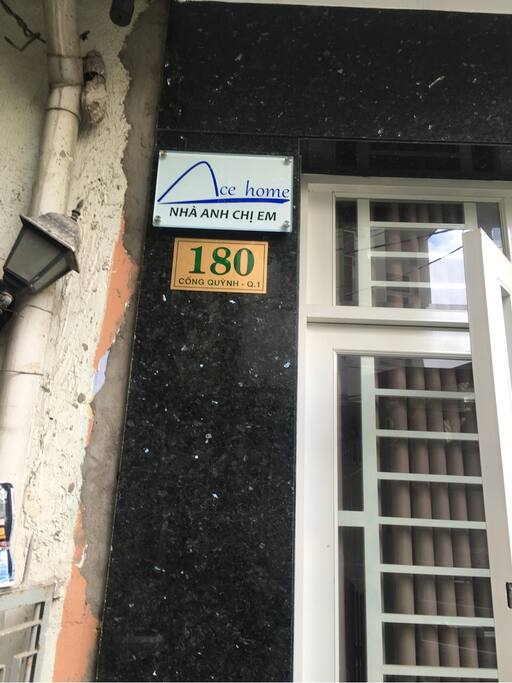 Ace home
NHÀ ANH CHỊ EM
180
CỐNG QUỲNH - Q.1